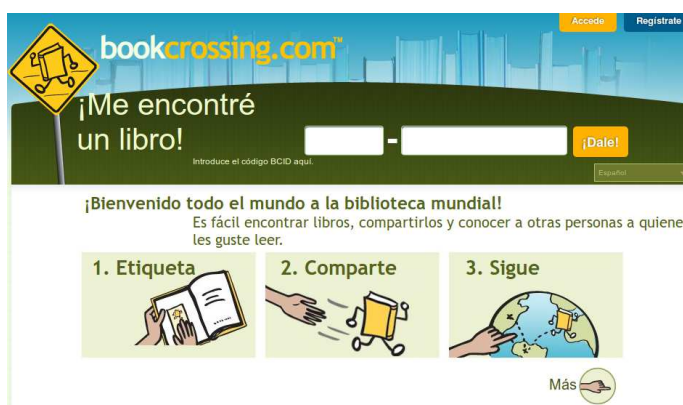 Accede Regístrate
bookcrossing.com™
¡Me encontré
un libro!
-
¡Dale!
Introduce el código BCID aquí.
Español
¡Bienvenido todo el mundo a la biblioteca mundial!
Es fácil encontrar libros, compartirlos y conocer a otras personas a quiene
les guste leer.
1. Etiqueta 2. Comparte 3. Sigue
Más